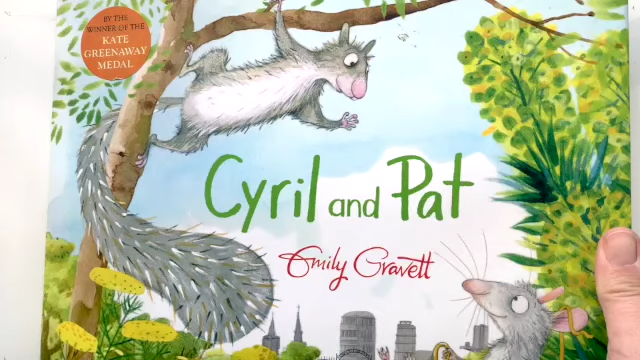 BY THE
WINNER OF THE
KATE
GREENAWAY
MEDAL
Cyril and Pat
Emily Gravett